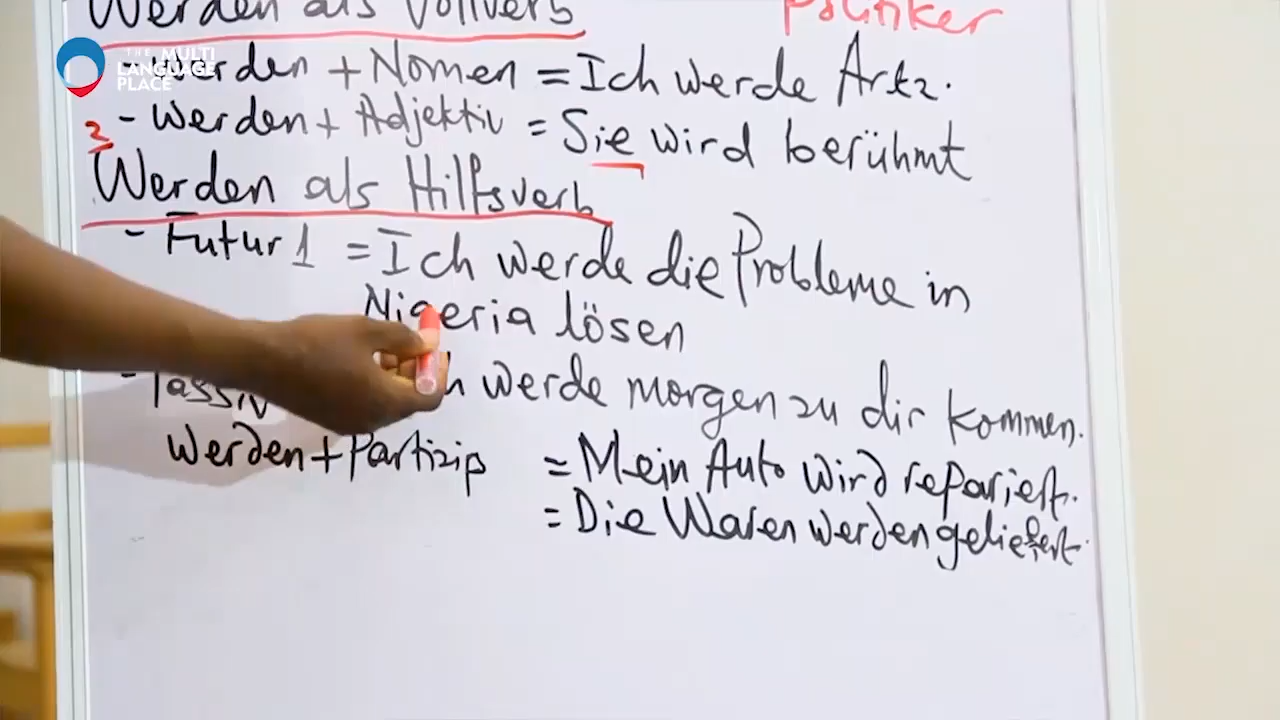 Werden als Vollverb
Politiker
THE MULTI
LANGUAGE
PLACE
- Werden + Nomen = Ich werde Artz.
- Werden + Adjektiv = Sie wird berühmt
2
Werden als Hilfsverb
- Futur 1 = Ich werde die Probleme in
Nigeria lösen
- Passiv werde morgen zu dir kommen.
Werden + Partizip = Mein Auto wird repariert.
= Die Waren werden geliefert.